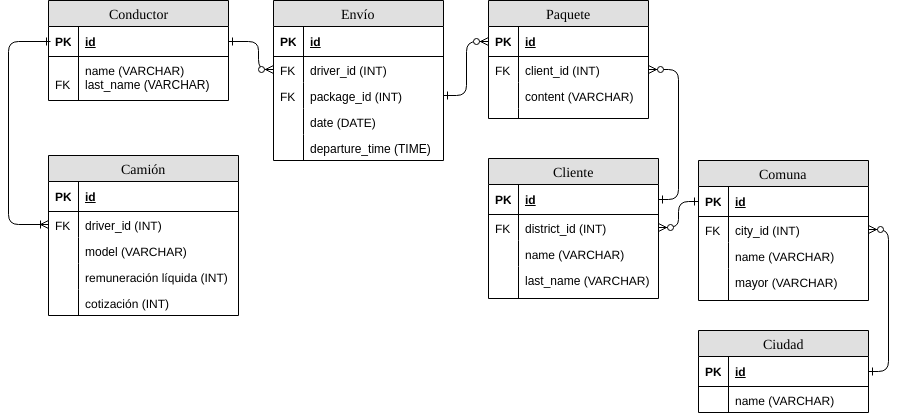 Conductor
PK id
name (VARCHAR)
FK last_name (VARCHAR)
Envío
PK id
FK driver_id (INT)
FK package_id (INT)
date (DATE)
departure_time (TIME)
Paquete
PK id
FK client_id (INT)
content (VARCHAR)
Camión
PK id
FK driver_id (INT)
model (VARCHAR)
remuneración líquida (INT)
cotización (INT)
Cliente
PK id
FK district_id (INT)
name (VARCHAR)
last_name (VARCHAR)
Comuna
PK id
FK city_id (INT)
name (VARCHAR)
mayor (VARCHAR)
Ciudad
PK id
name (VARCHAR)